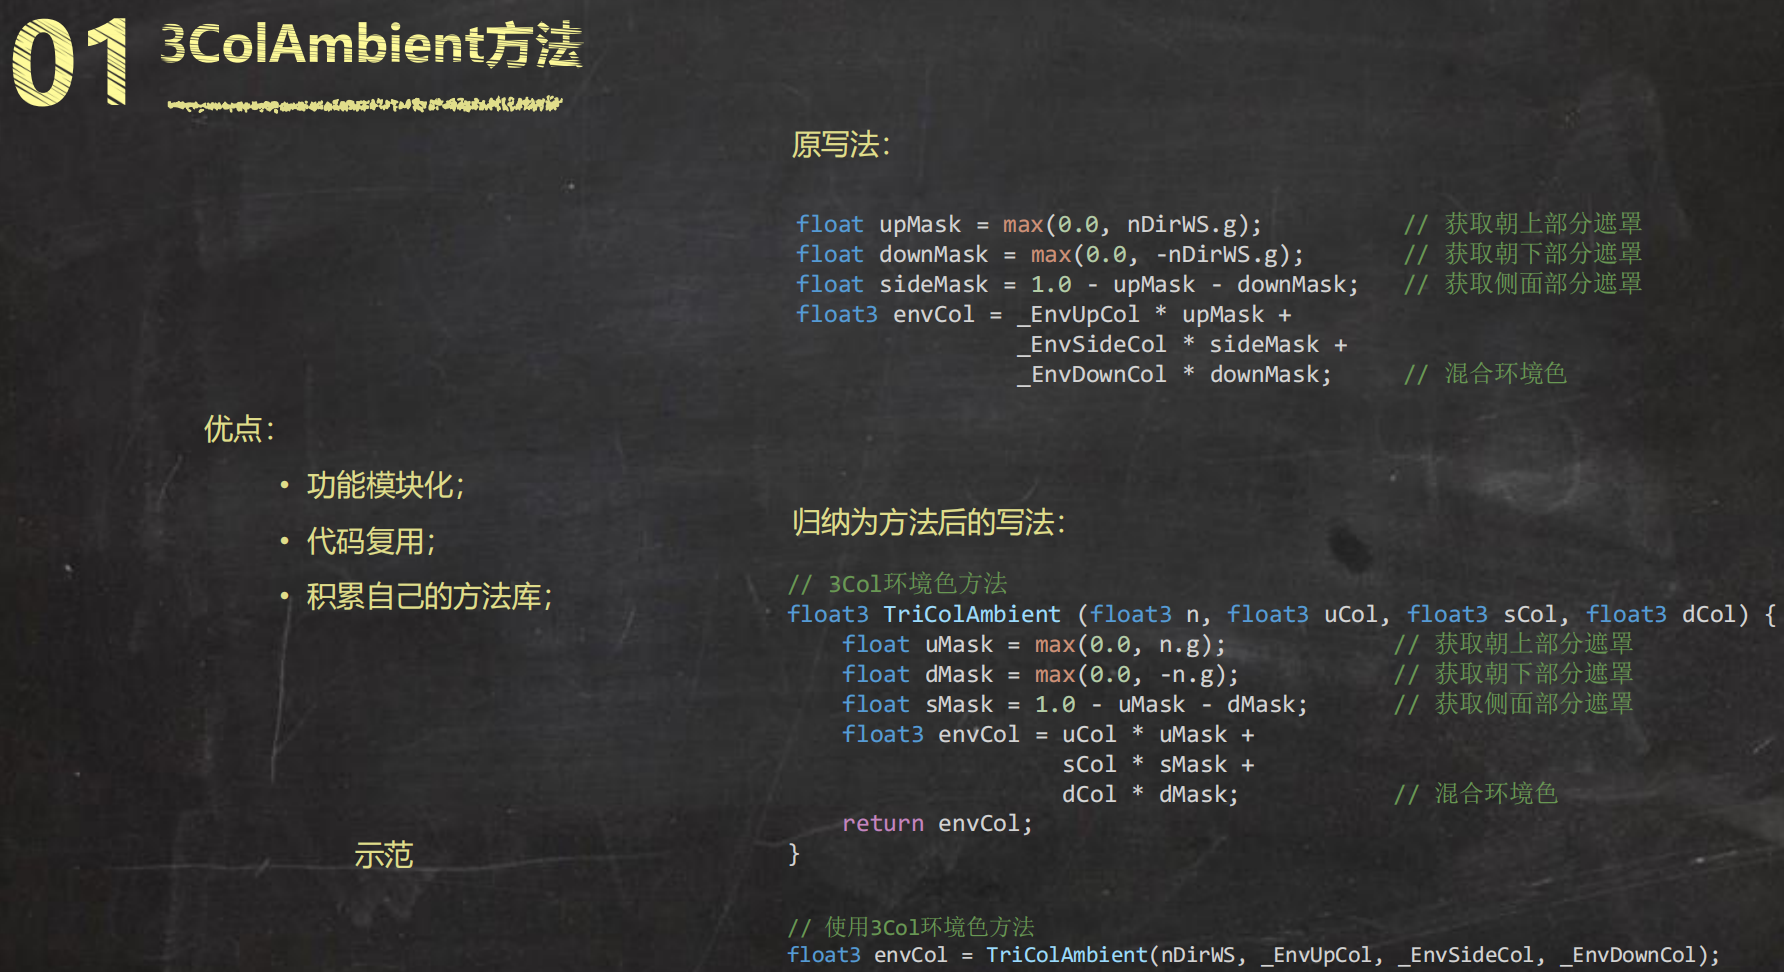 01 3ColAmbient方法
原写法：
float upMask = max(0.0, nDirWS.g); // 获取朝上部分遮罩
float downMask = max(0.0, -nDirWS.g); // 获取朝下部分遮罩
float sideMask = 1.0 - upMask - downMask; // 获取侧面部分遮罩
float3 envCol = _EnvUpCol * upMask +
_EnvSideCol * sideMask +
_EnvDownCol * downMask; // 混合环境色
优点：
• 功能模块化；
• 代码复用；
• 积累自己的方法库；
示范
归纳为方法后的写法：
// 3Col环境色方法
float3 TriColAmbient (float3 n, float3 uCol, float3 sCol, float3 dCol) {
float uMask = max(0.0, n.g); // 获取朝上部分遮罩
float dMask = max(0.0, -n.g); // 获取朝下部分遮罩
float sMask = 1.0 - uMask - dMask; // 获取侧面部分遮罩
float3 envCol = uCol * uMask +
sCol * sMask +
dCol * dMask; // 混合环境色
return envCol;
}
// 使用3Col环境色方法
float3 envCol = TriColAmbient(nDirWS, _EnvUpCol, _EnvSideCol, _EnvDownCol);